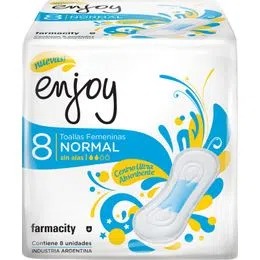 nuevas!
enjoy
8
Toallas Femeninas
NORMAL
sin alas
Centro Ultra
Absorbente
farmacity
Contiene 8 unidades
INDUSTRIA ARGENTINA